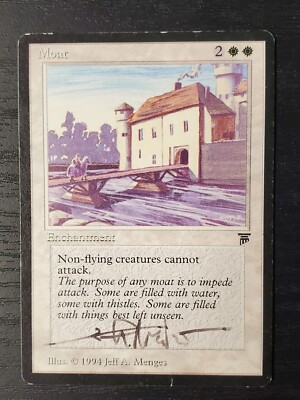 Moat 2
Enchantment
Non-flying creatures cannot
attack.
The purpose of any moat is to impede
attack. Some are filled with water,
some with thistles. Some are filled
with things best left unseen.
Illus. © 1994 Jeff A. Menges